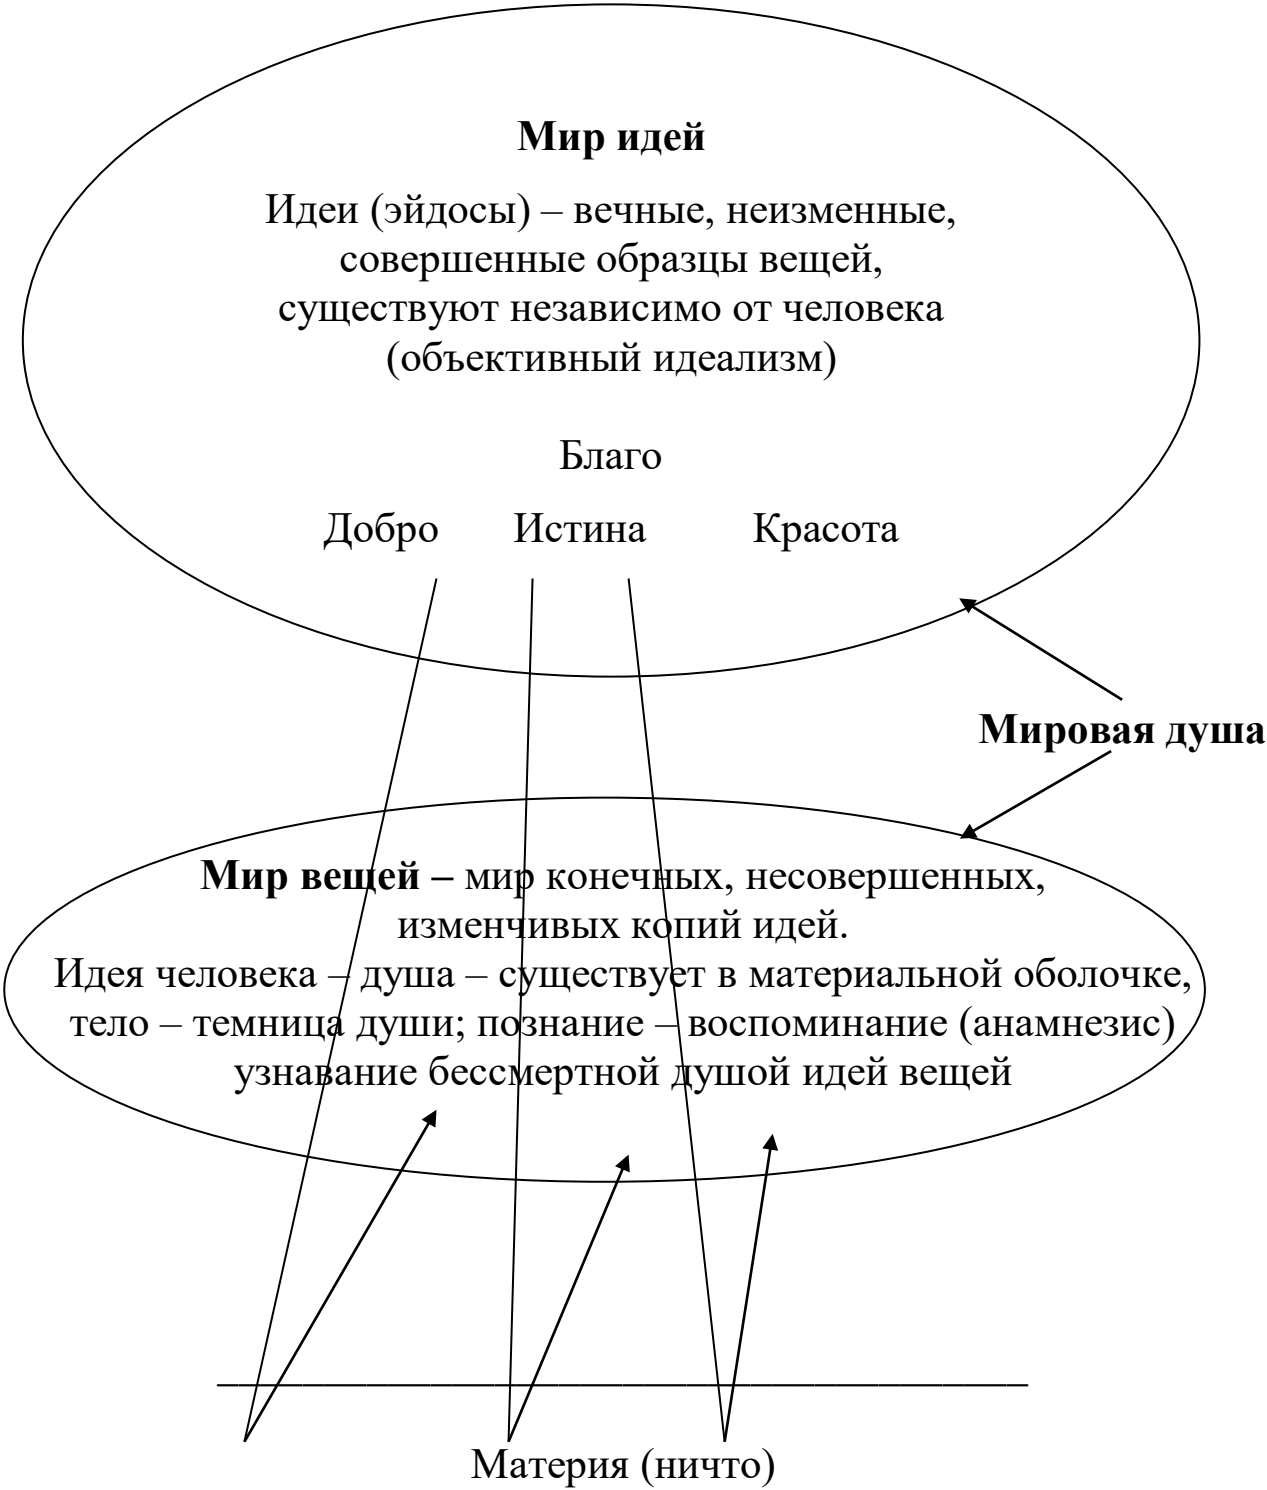 Мир идей
Идеи (эйдосы) – вечные, неизменные,
совершенные образцы вещей,
существуют независимо от человека
(объективный идеализм)
Благо
Добро Истина Красота
Мировая душа
Мир вещей – мир конечных, несовершенных,
изменчивых копий идей.
Идея человека – душа – существует в материальной оболочке,
тело – темница души; познание – воспоминание (анамнезис)
узнавание бессмертной душой идей вещей
Материя (ничто)